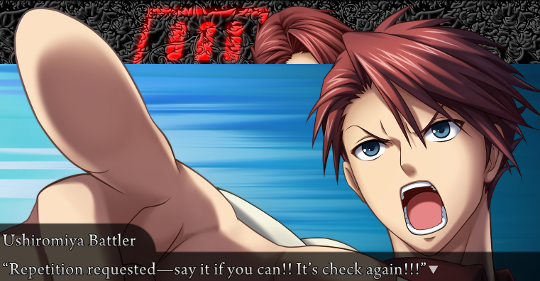 Ushiromiya Battler
“Repetition requested—say it if you can!! It's check again!!!”▼